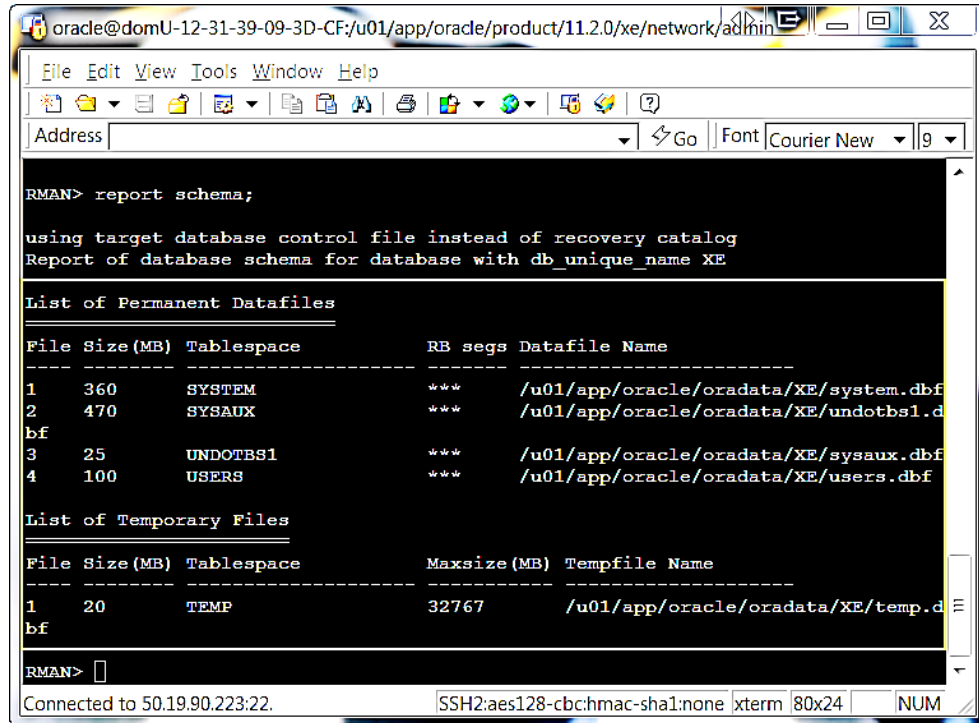 oracle@domU-12-31-39-09-3D-CF:/u01/app/oracle/product/11.2.0/xe/network/admin
File Edit View Tools Window Help
Address Go Font Courier New 9
RMAN> report schema;
using target database control file instead of recovery catalog
Report of database schema for database with db_unique_name XE
List of Permanent Datafiles
===========================
File Size(MB) Tablespace RB segs Datafile Name
---- -------- -------------------- ------- ------------------------
1 360 SYSTEM *** /u01/app/oracle/oradata/XE/system.dbf
2 470 SYSAUX *** /u01/app/oracle/oradata/XE/undotbs1.d
bf
3 25 UNDOTBS1 *** /u01/app/oracle/oradata/XE/sysaux.dbf
4 100 USERS *** /u01/app/oracle/oradata/XE/users.dbf
List of Temporary Files
=======================
File Size(MB) Tablespace Maxsize(MB) Tempfile Name
---- -------- -------------------- ----------- --------------------
1 20 TEMP 32767 /u01/app/oracle/oradata/XE/temp.d
bf
RMAN>
Connected to 50.19.90.223:22. SSH2:aes128-cbc:hmac-sha1:none xterm 80x24 NUM